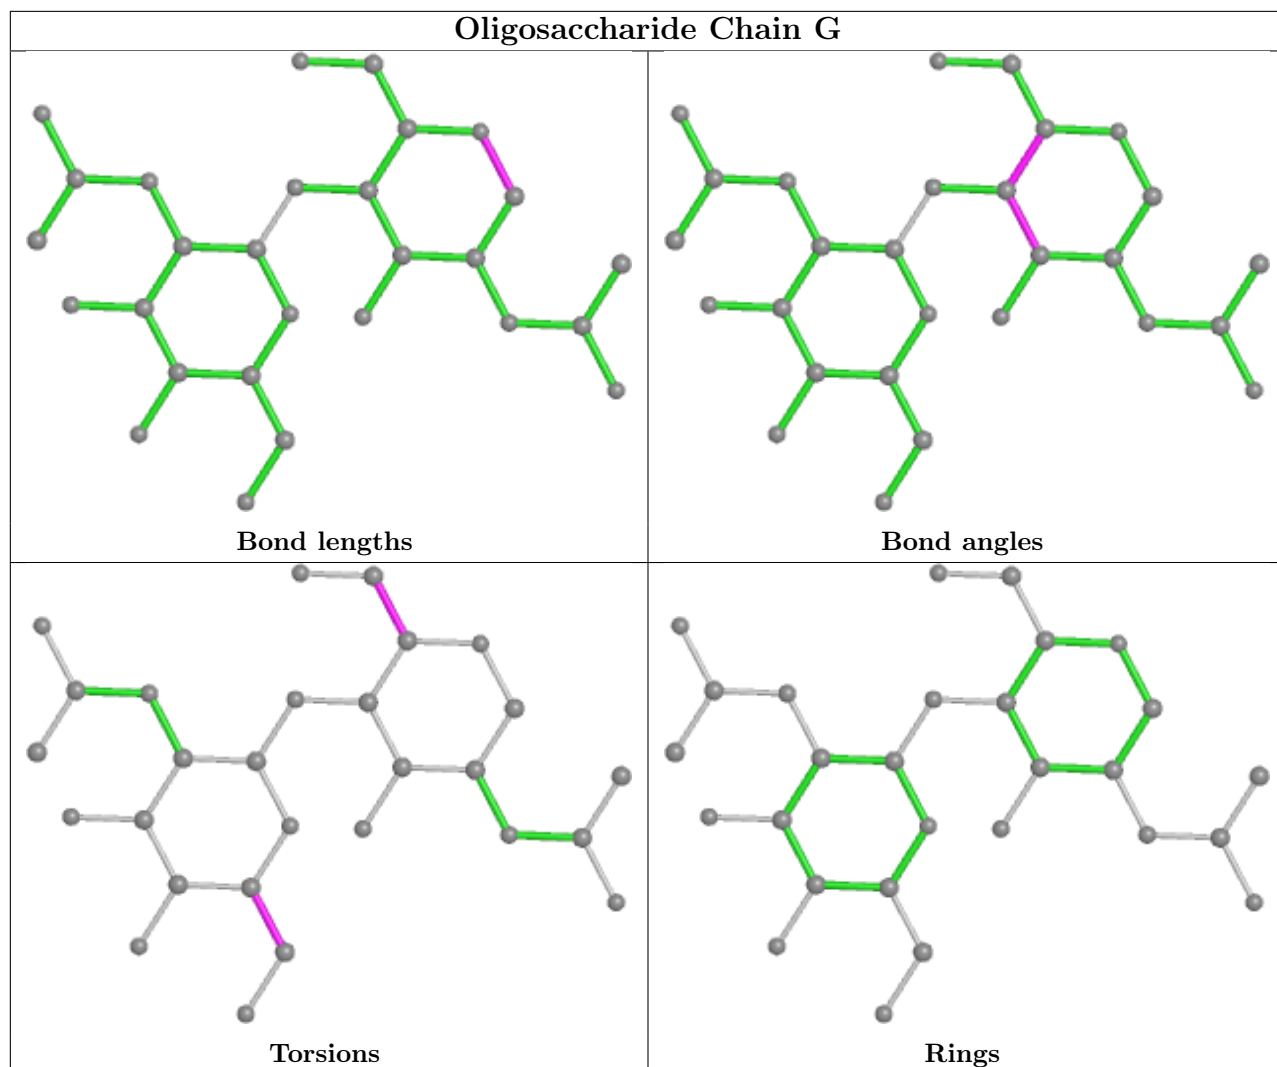 Oligosaccharide Chain G
Bond lengths
Bond angles
Torsions
Rings